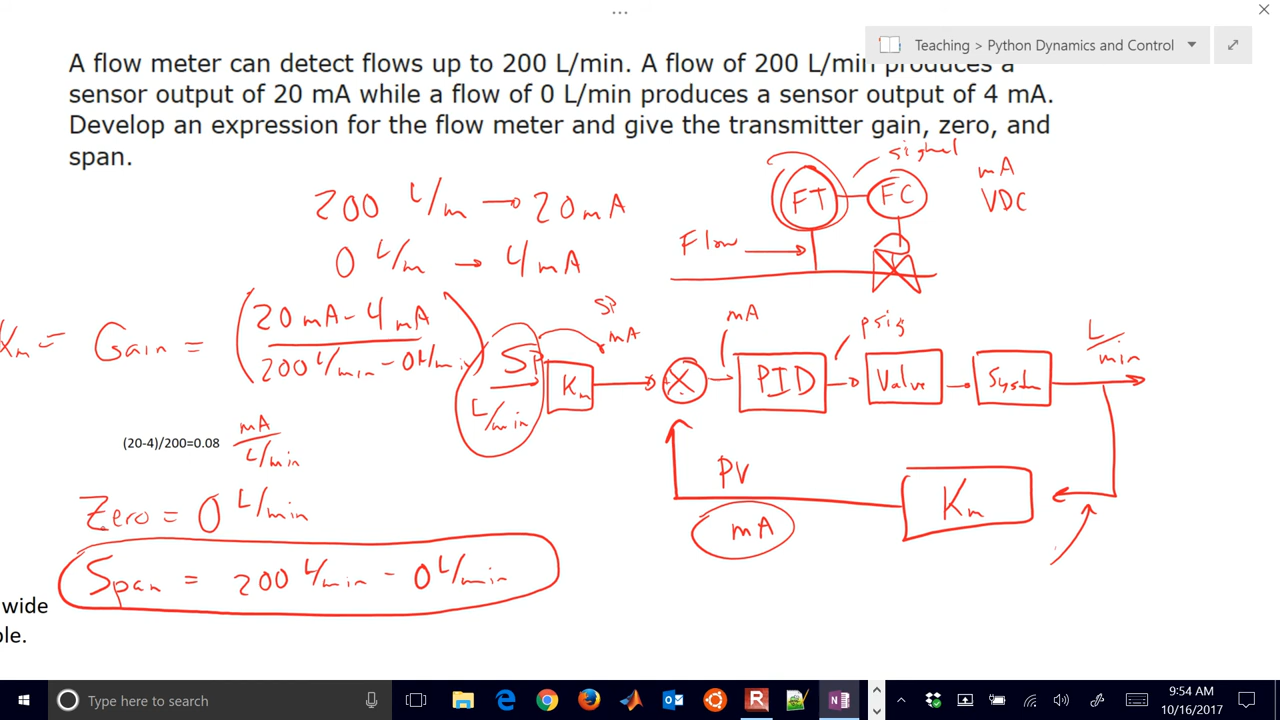 Teaching > Python Dynamics and Control
A flow meter can detect flows up to 200 L/min. A flow of 200 L/min produces a
sensor output of 20 mA while a flow of 0 L/min produces a sensor output of 4 mA.
Develop an expression for the flow meter and give the transmitter gain, zero, and
span.
200 L/m → 20 mA
0 L/m → 4 mA
signal
mA
VDC
FT
FC
Flow
Km = Gain = (20 mA - 4 mA / 200 L/min - 0 L/min)
(20-4)/200=0.08 mA / L/min
Zero = 0 L/min
Span = 200 L/min - 0 L/min
SP
L/min
SP
mA
Km
X
mA
PID
psig
Valve
System
L/min
Km
PV
mA
wide
ole.
Type here to search
9:54 AM
10/16/2017